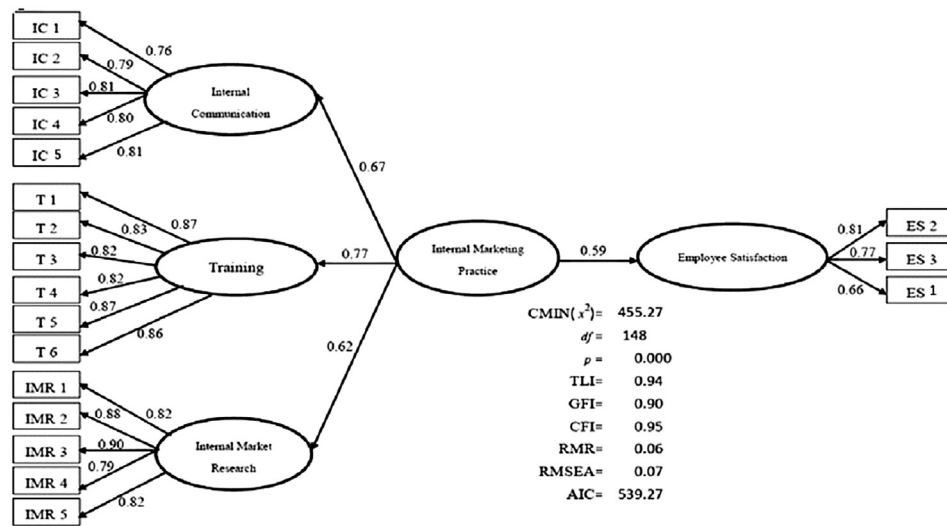 IC 1
IC 2
IC 3
IC 4
IC 5
0.76
0.79
0.81
0.80
0.81
Internal
Communication
T 1
T 2
T 3
T 4
T 5
T 6
0.87
0.83
0.82
0.82
0.87
0.86
Training
IMR 1
IMR 2
IMR 3
IMR 4
IMR 5
0.82
0.88
0.90
0.79
0.82
Internal Market
Research
0.67
0.77
0.62
Internal Marketing
Practice
0.59
Employee Satisfaction
0.81
0.77
0.66
ES 2
ES 3
ES 1
CMIN(x²)= 455.27
df= 148
p = 0.000
TLI= 0.94
GFI= 0.90
CFI= 0.95
RMR= 0.06
RMSEA= 0.07
AIC= 539.27